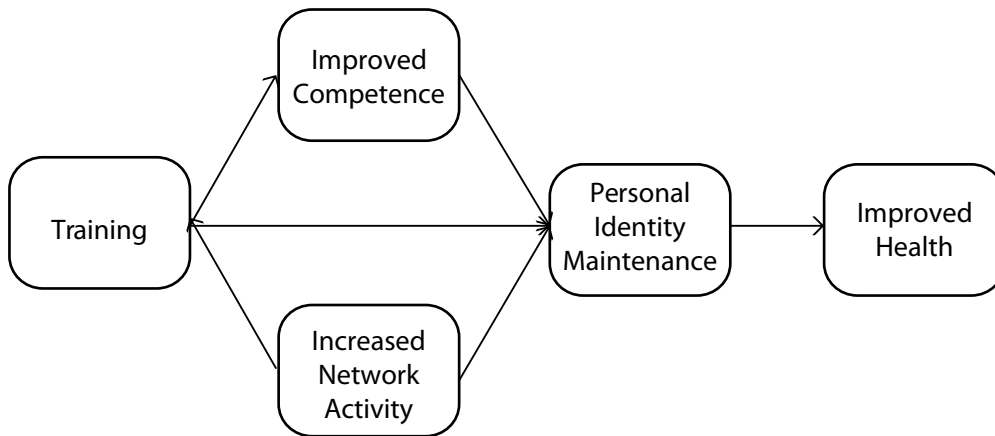 Training
Improved
Competence
Increased
Network
Activity
Personal
Identity
Maintenance
Improved
Health